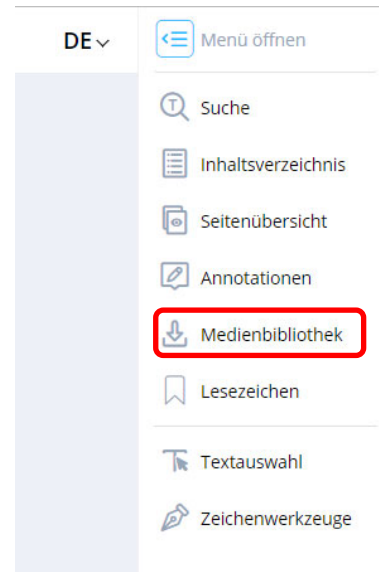 DE
Menü öffnen
Suche
Inhaltsverzeichnis
Seitenübersicht
Annotationen
Medienbibliothek
Lesezeichen
Textauswahl
Zeichenwerkzeuge